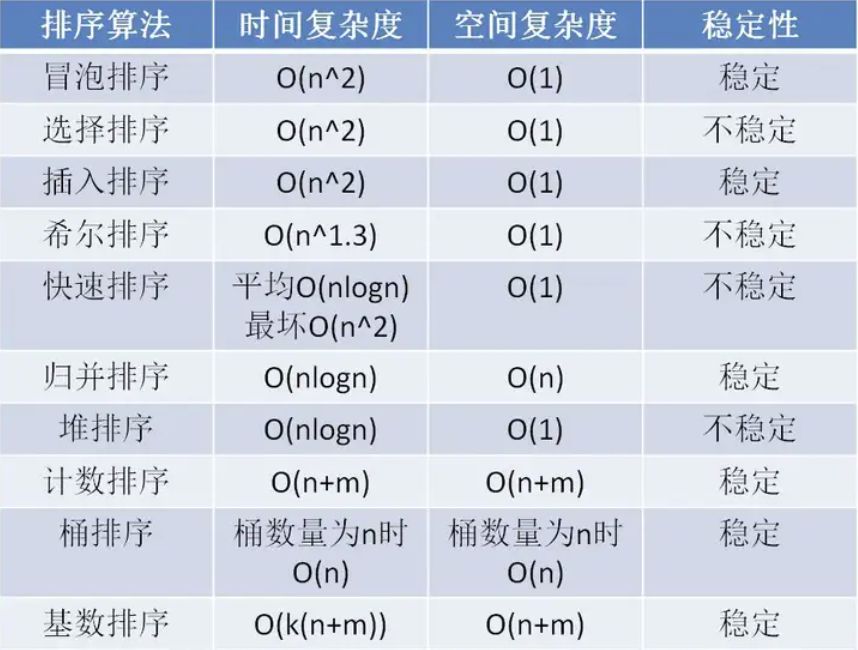 排序算法 时间复杂度 空间复杂度 稳定性
冒泡排序 O(n^2) O(1) 稳定
选择排序 O(n^2) O(1) 不稳定
插入排序 O(n^2) O(1) 稳定
希尔排序 O(n^1.3) O(1) 不稳定
快速排序 平均O(nlogn) O(1) 不稳定
最坏O(n^2)
归并排序 O(nlogn) O(n) 稳定
堆排序 O(nlogn) O(1) 不稳定
计数排序 O(n+m) O(n+m) 稳定
桶排序 桶数量为n时 桶数量为n时 稳定
O(n) O(n)
基数排序 O(k(n+m)) O(n+m) 稳定